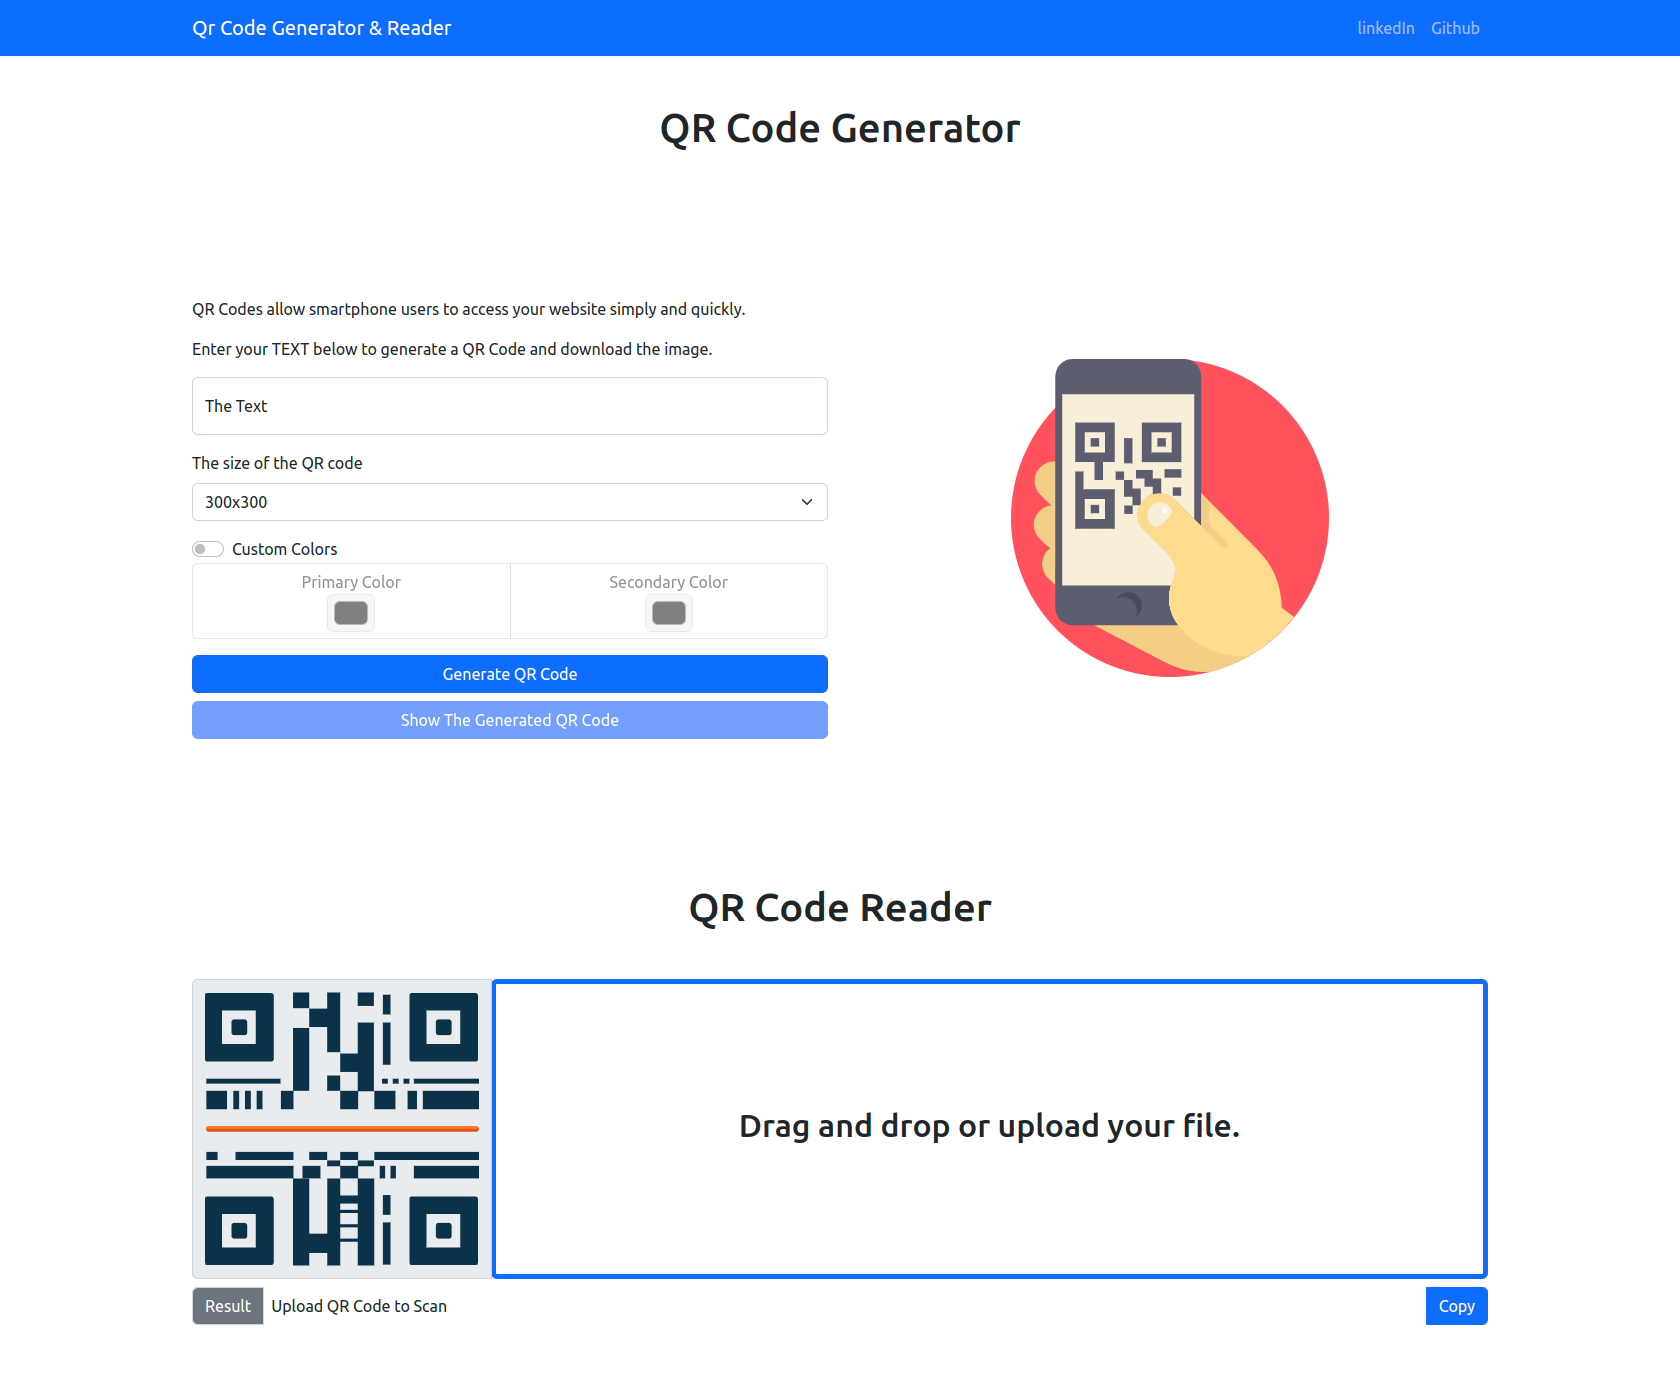 Qr Code Generator & Reader
linkedIn Github
QR Code Generator
QR Codes allow smartphone users to access your website simply and quickly.
Enter your TEXT below to generate a QR Code and download the image.
The Text
The size of the QR code
300x300
Custom Colors
Primary Color
Secondary Color
Generate QR Code
Show The Generated QR Code
QR Code Reader
Drag and drop or upload your file.
Result Upload QR Code to Scan
Copy